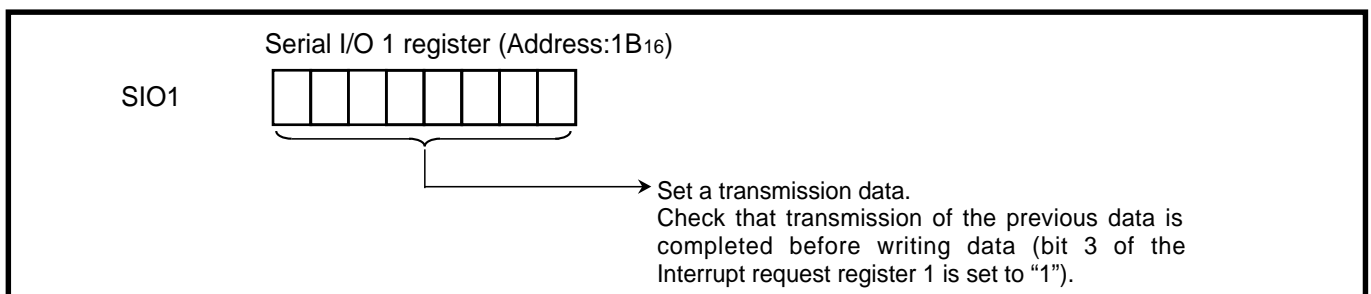 Serial I/O 1 register (Address:1B16)
SIO1
Set a transmission data.
Check that transmission of the previous data is
completed before writing data (bit 3 of the
Interrupt request register 1 is set to “1”).